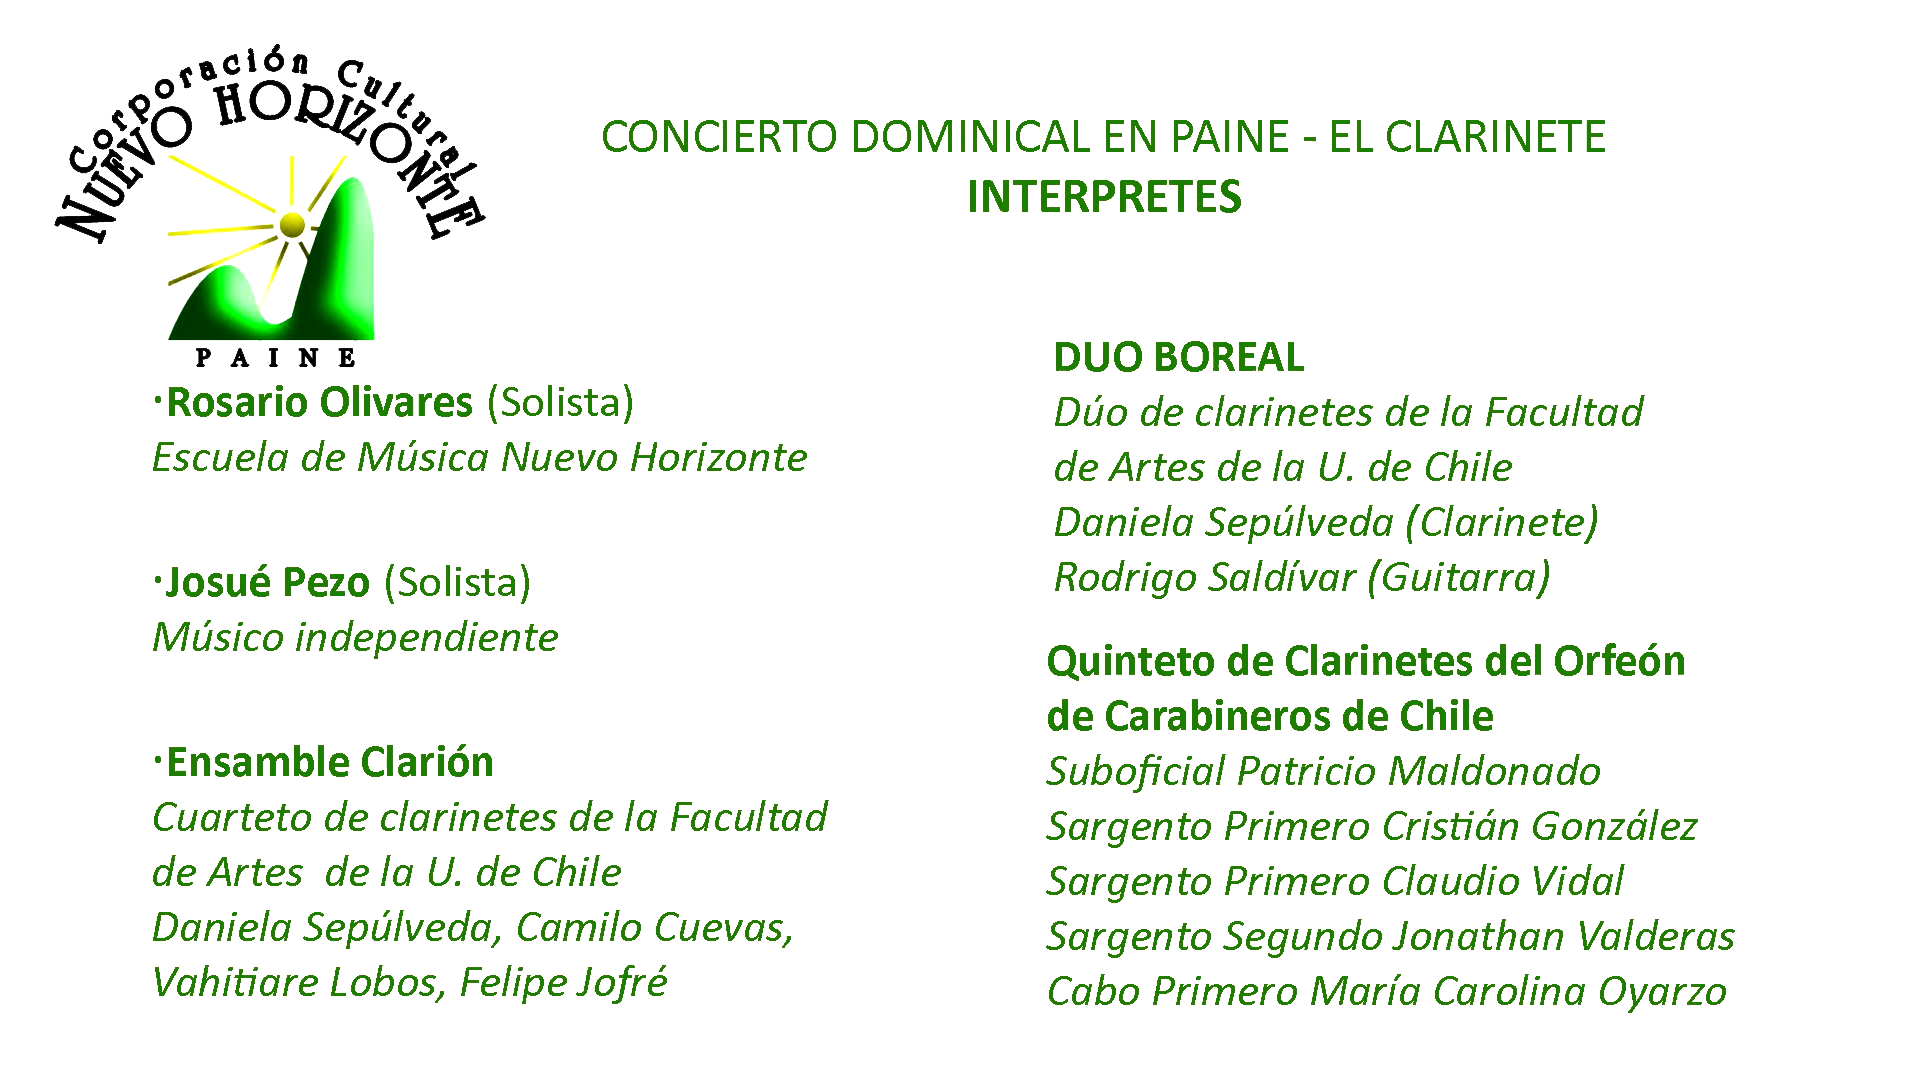 Corporación Cultural
NUEVO HORIZONTE
PAINE
CONCIERTO DOMINICAL EN PAINE - EL CLARINETE
INTERPRETES
·Rosario Olivares (Solista)
Escuela de Música Nuevo Horizonte
·Josué Pezo (Solista)
Músico independiente
·Ensamble Clarión
Cuarteto de clarinetes de la Facultad
de Artes  de la U. de Chile
Daniela Sepúlveda, Camilo Cuevas,
Vahitiare Lobos, Felipe Jofré
DUO BOREAL
Dúo de clarinetes de la Facultad
de Artes de la U. de Chile
Daniela Sepúlveda (Clarinete)
Rodrigo Saldívar (Guitarra)
Quinteto de Clarinetes del Orfeón
de Carabineros de Chile
Suboficial Patricio Maldonado
Sargento Primero Cristián González
Sargento Primero Claudio Vidal
Sargento Segundo Jonathan Valderas
Cabo Primero María Carolina Oyarzo